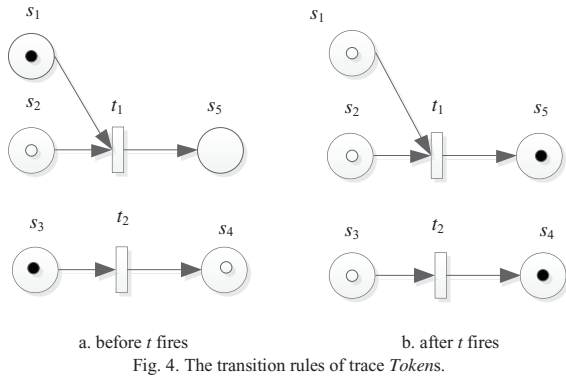 s1 s1
s2 t1 s5 s2 t1 s5
s3 t2 s4 s3 t2 s4
a. before t fires b. after t fires
Fig. 4. The transition rules of trace Tokens.